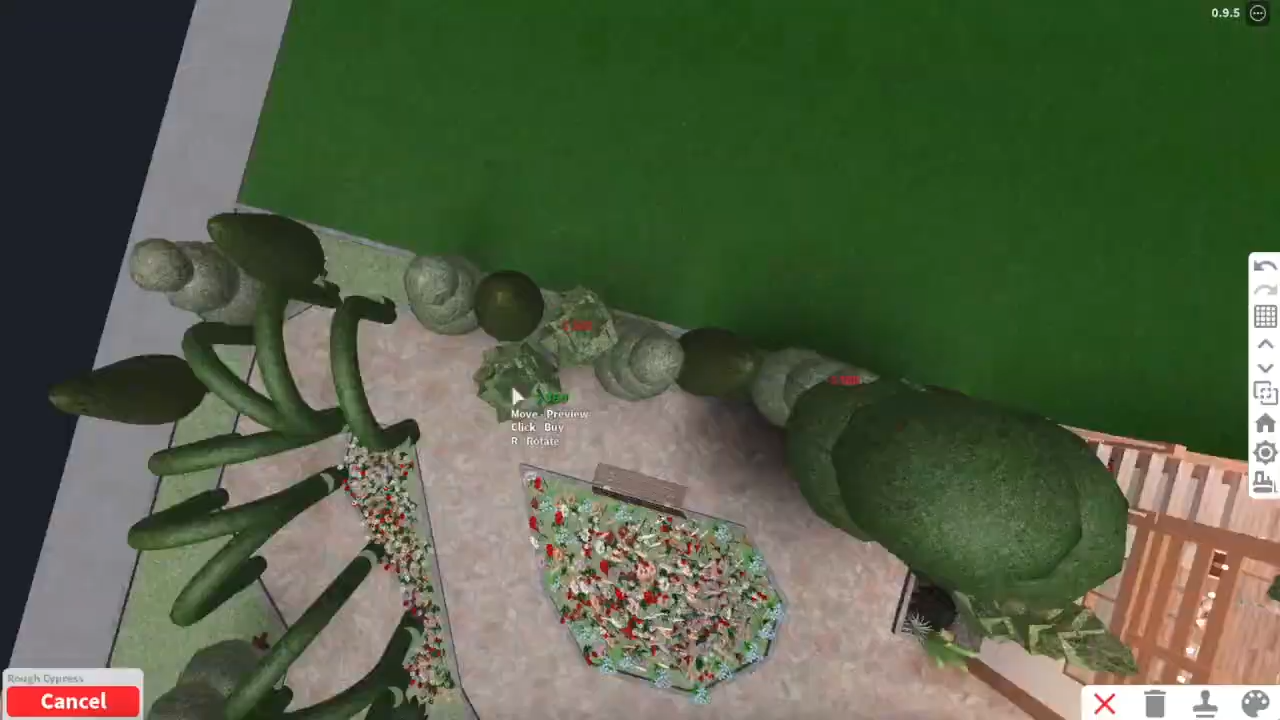 0.9.5
Move - Preview
Click - Buy
R - Rotate
Rough Cypress
Cancel